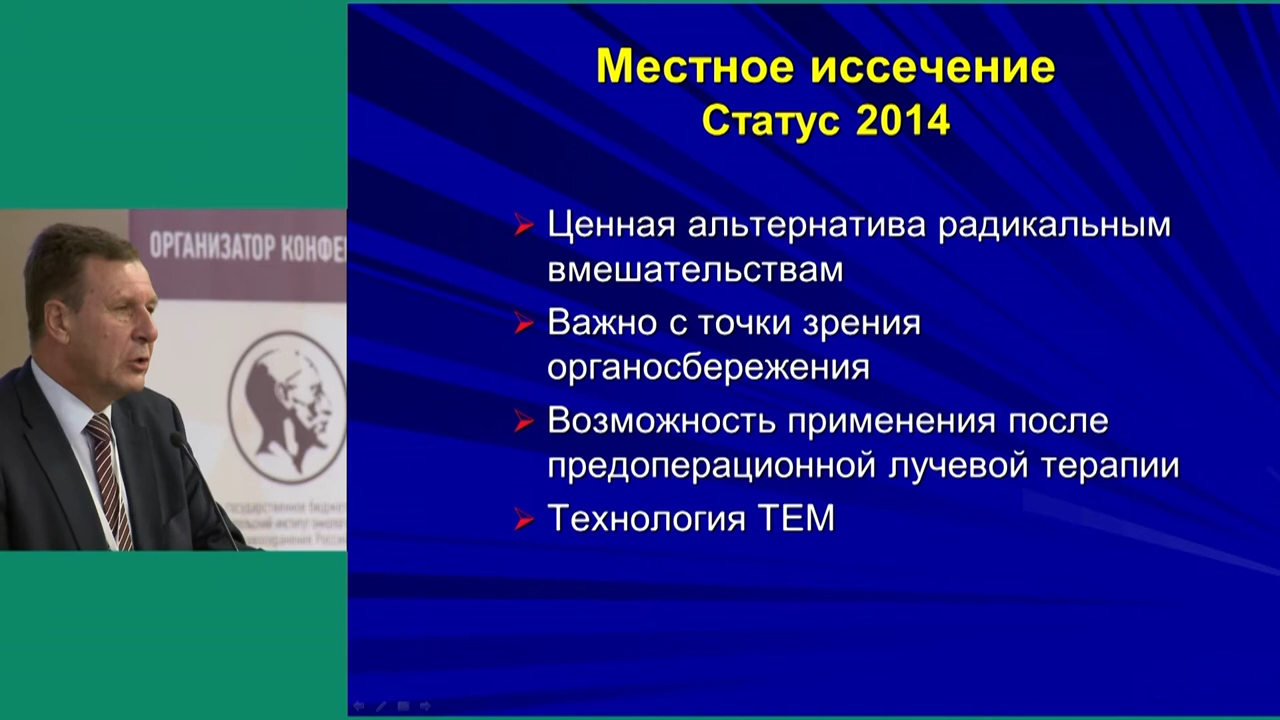 Местное иссечение
Статус 2014
Ценная альтернатива радикальным
вмешательствам
Важно с точки зрения
органосбережения
Возможность применения после
предоперационной лучевой терапии
Технология ТЕМ
ОРГАНИЗАТОР КОНФЕ